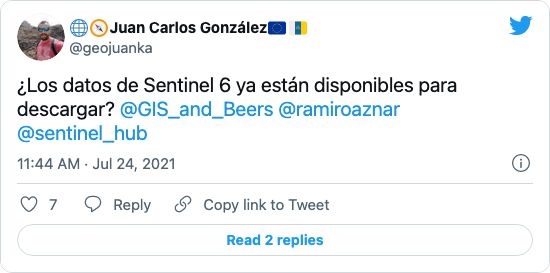 🌐🧭Juan Carlos González🇪🇺 🇮🇨
@geojuanka
¿Los datos de Sentinel 6 ya están disponibles para
descargar? @GIS_and_Beers @ramiroaznar
@sentinel_hub
11:44 AM · Jul 24, 2021
7 Reply Copy link to Tweet
Read 2 replies